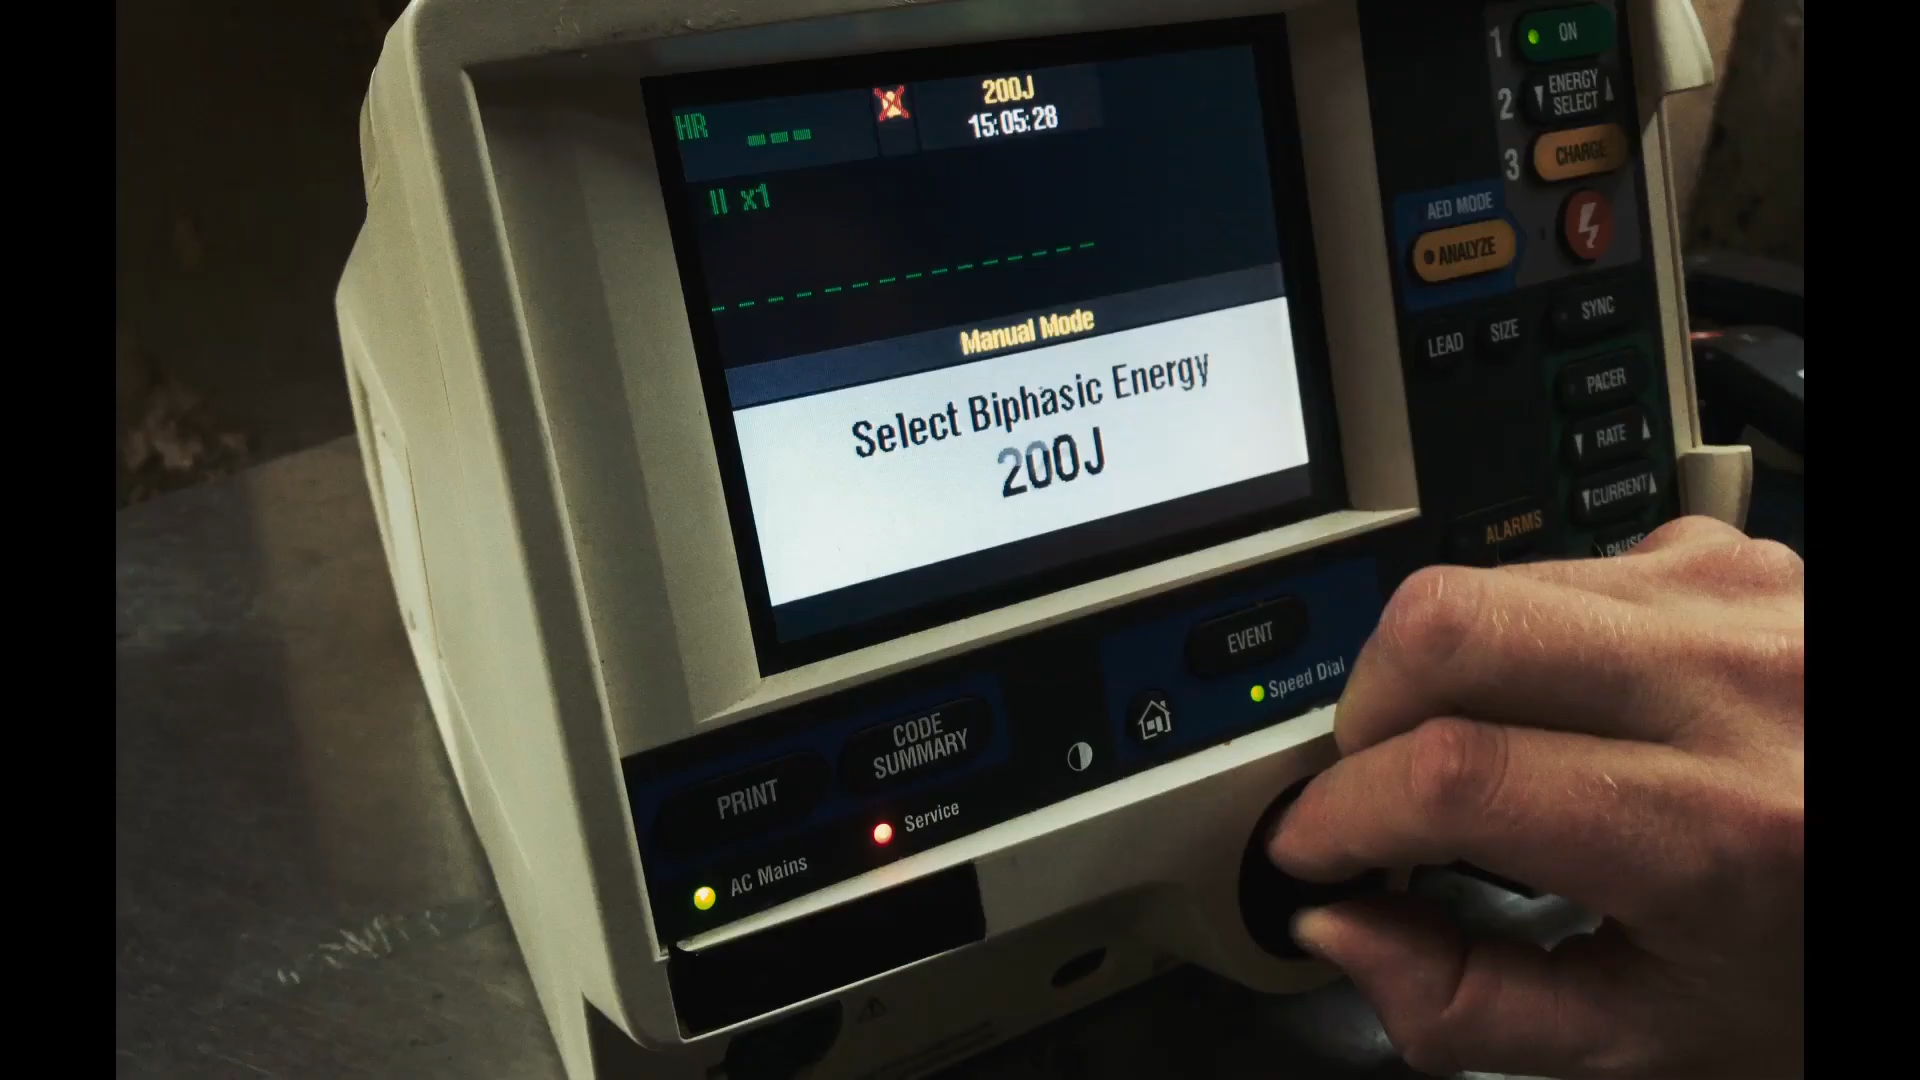 HR ---
200J
15:05:28
II x1
Manual Mode
Select Biphasic Energy
200J
1 ON
2 ENERGY
SELECT
3 CHARGE
AED MODE
ANALYZE
SYNC
LEAD SIZE
PACER
RATE
CURRENT
ALARMS
PAUSE
EVENT
Speed Dial
CODE
SUMMARY
PRINT
Service
AC Mains